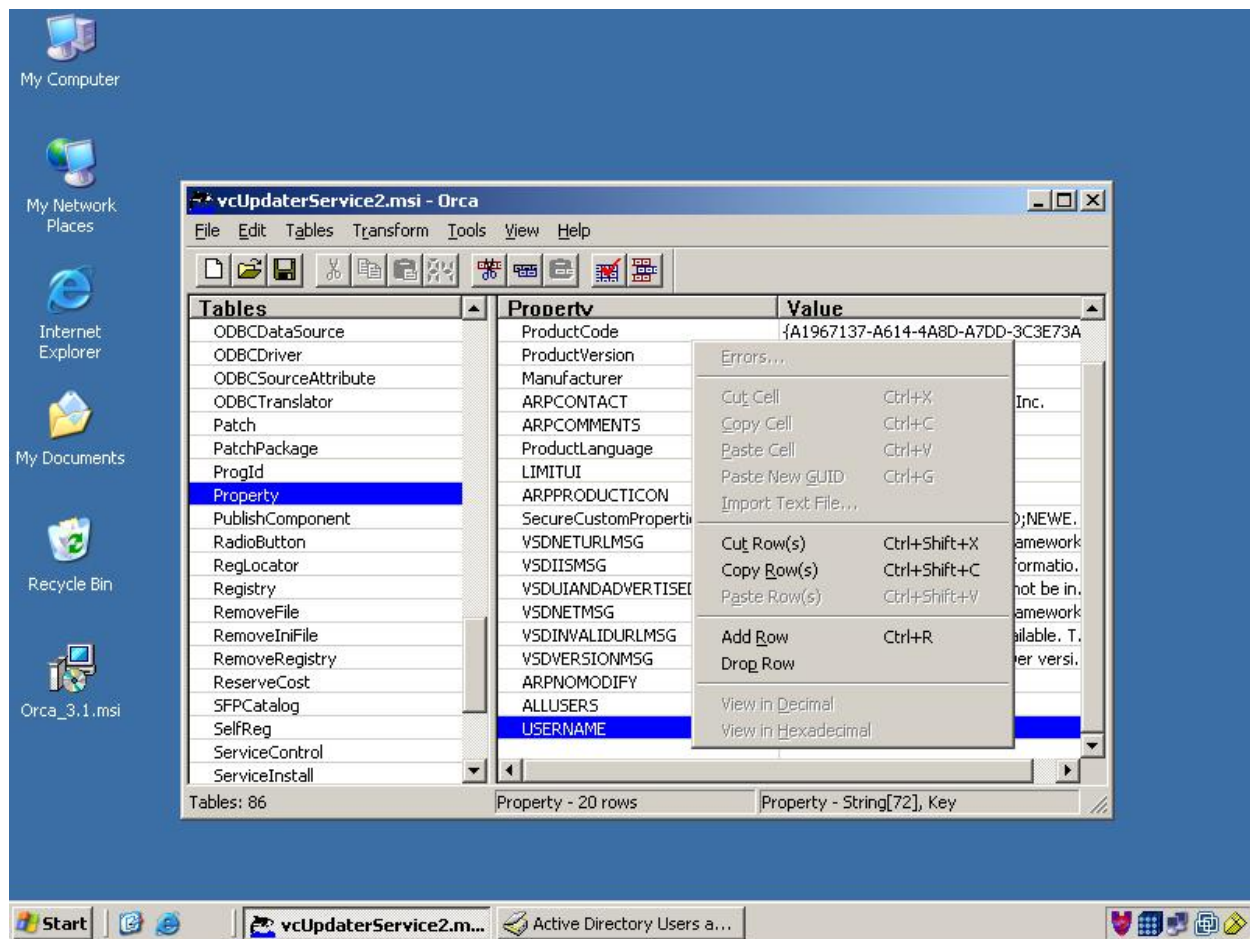 My Computer
My Network
Places
Internet
Explorer
My Documents
Recycle Bin
Orca_3.1.msi
vcUpdaterService2.msi - Orca
File Edit Tables Transform Tools View Help
Tables
ODBCDataSource
ODBCDriver
ODBCSourceAttribute
ODBCTranslator
Patch
PatchPackage
ProgId
Property
PublishComponent
RadioButton
RegLocator
Registry
RemoveFile
RemoveIniFile
RemoveRegistry
ReserveCost
SFPCatalog
SelfReg
ServiceControl
ServiceInstall
Property Value
ProductCode {A1967137-A614-4A8D-A7DD-3C3E73A
ProductVersion
Manufacturer
ARPCONTACT Inc.
ARPCOMMENTS
ProductLanguage
LIMITUI
ARPPRODUCTICON
SecureCustomProperti D;NEWE.
VSDNETURLMSG amework
VSDIISMSG formatio.
VSDUIANDADVERTISED not be in.
VSDNETMSG amework
VSDINVALIDURLMSG ailable. T.
VSDVERSIONMSG er versi.
ARPNOMODIFY
ALLUSERS
USERNAME
Errors...
Cut Cell Ctrl+X
Copy Cell Ctrl+C
Paste Cell Ctrl+V
Paste New GUID Ctrl+G
Import Text File...
Cut Row(s) Ctrl+Shift+X
Copy Row(s) Ctrl+Shift+C
Paste Row(s) Ctrl+Shift+V
Add Row Ctrl+R
Drop Row
View in Decimal
View in Hexadecimal
Tables: 86 Property - 20 rows Property - String[72], Key
Start vcUpdaterService2.m... Active Directory Users a...